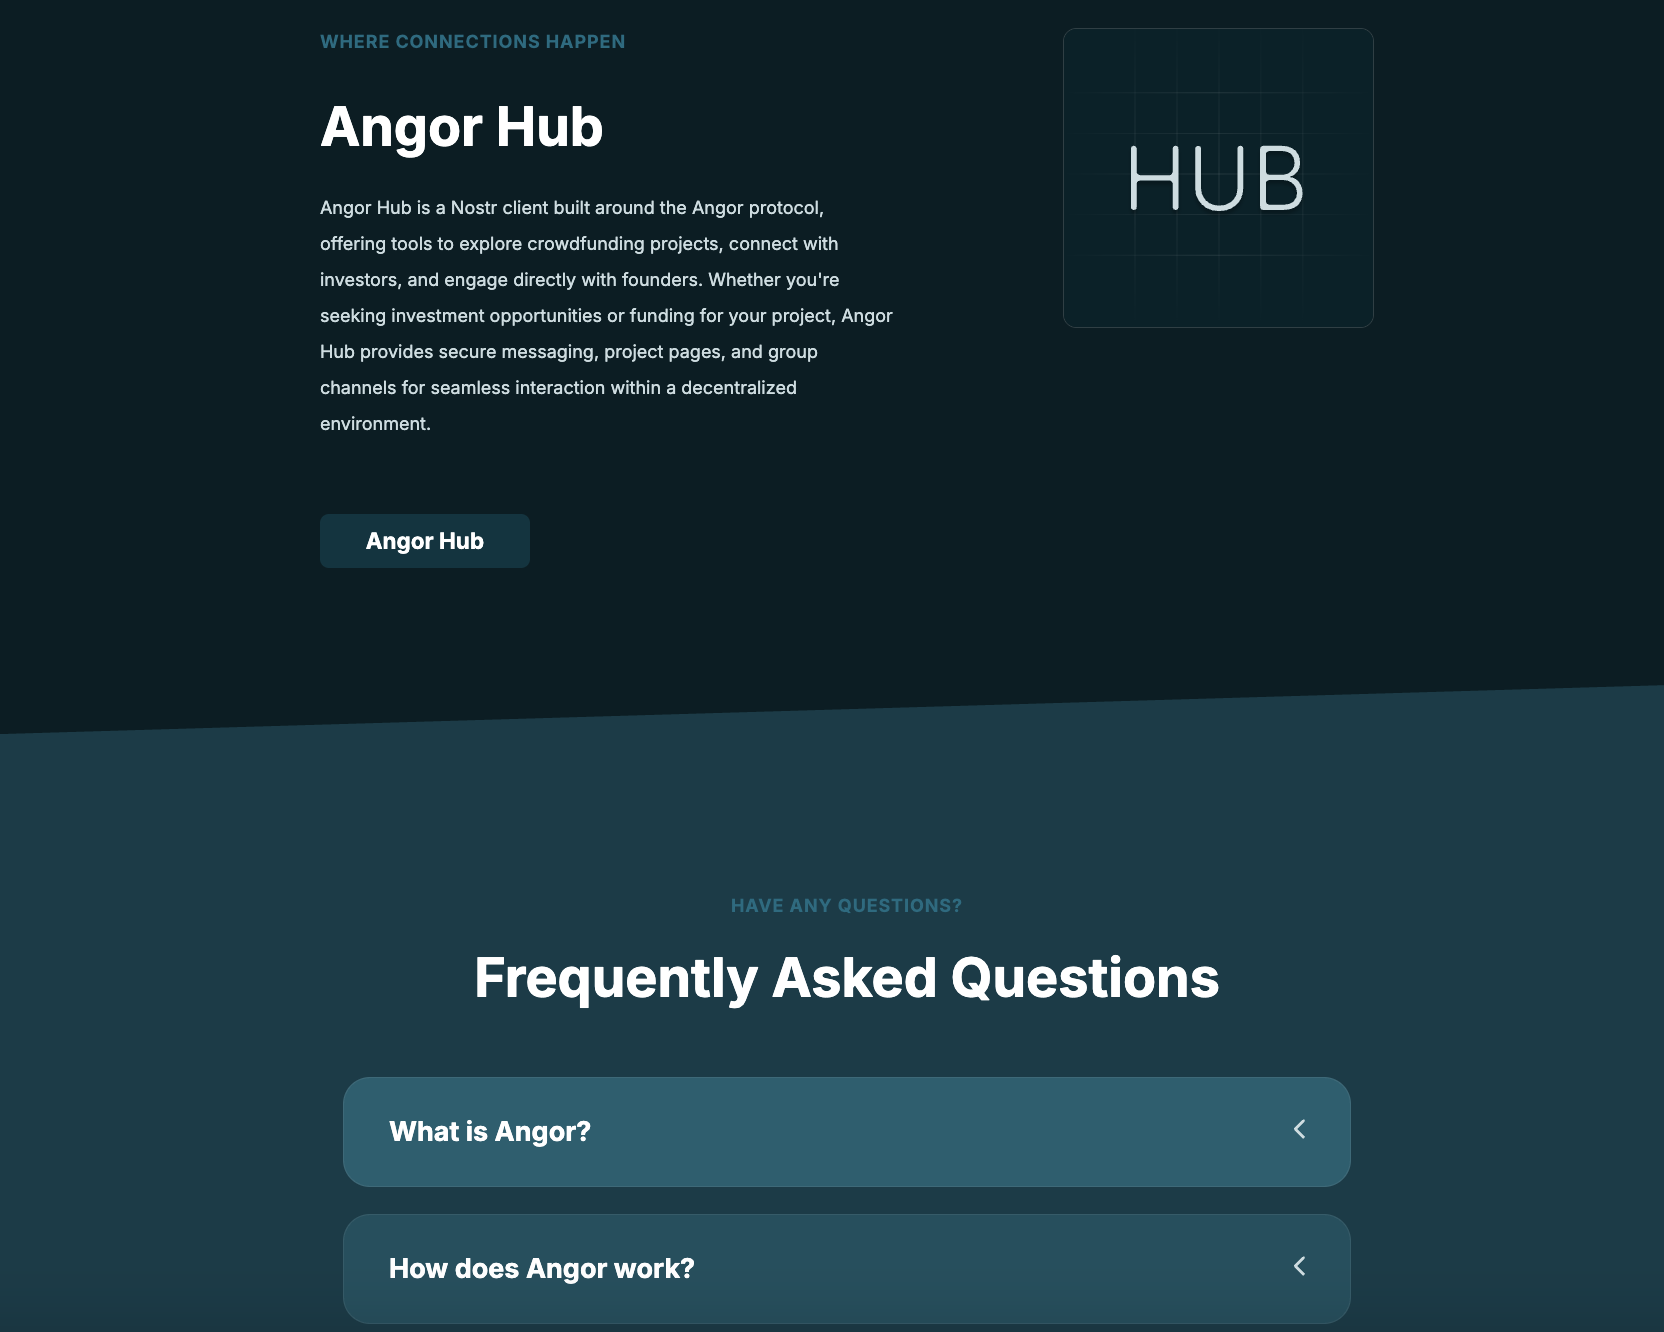 WHERE CONNECTIONS HAPPEN
Angor Hub
HUB
Angor Hub is a Nostr client built around the Angor protocol,
offering tools to explore crowdfunding projects, connect with
investors, and engage directly with founders. Whether you're
seeking investment opportunities or funding for your project, Angor
Hub provides secure messaging, project pages, and group
channels for seamless interaction within a decentralized
environment.
Angor Hub
HAVE ANY QUESTIONS?
Frequently Asked Questions
What is Angor?
How does Angor work?